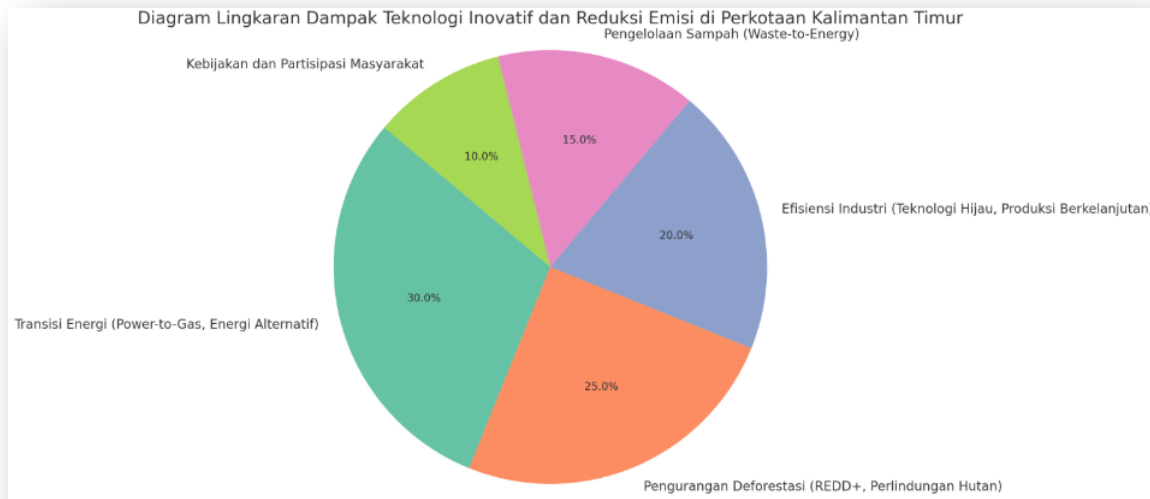 Diagram Lingkaran Dampak Teknologi Inovatif dan Reduksi Emisi di Perkotaan Kalimantan Timur
Pengelolaan Sampah (Waste-to-Energy)
Kebijakan dan Partisipasi Masyarakat
15.0%
10.0%
Efisiensi Industri (Teknologi Hijau, Produksi Berkelanjutan)
20.0%
30.0%
Transisi Energi (Power-to-Gas, Energi Alternatif)
25.0%
Pengurangan Deforestasi (REDD+, Perlindungan Hutan)